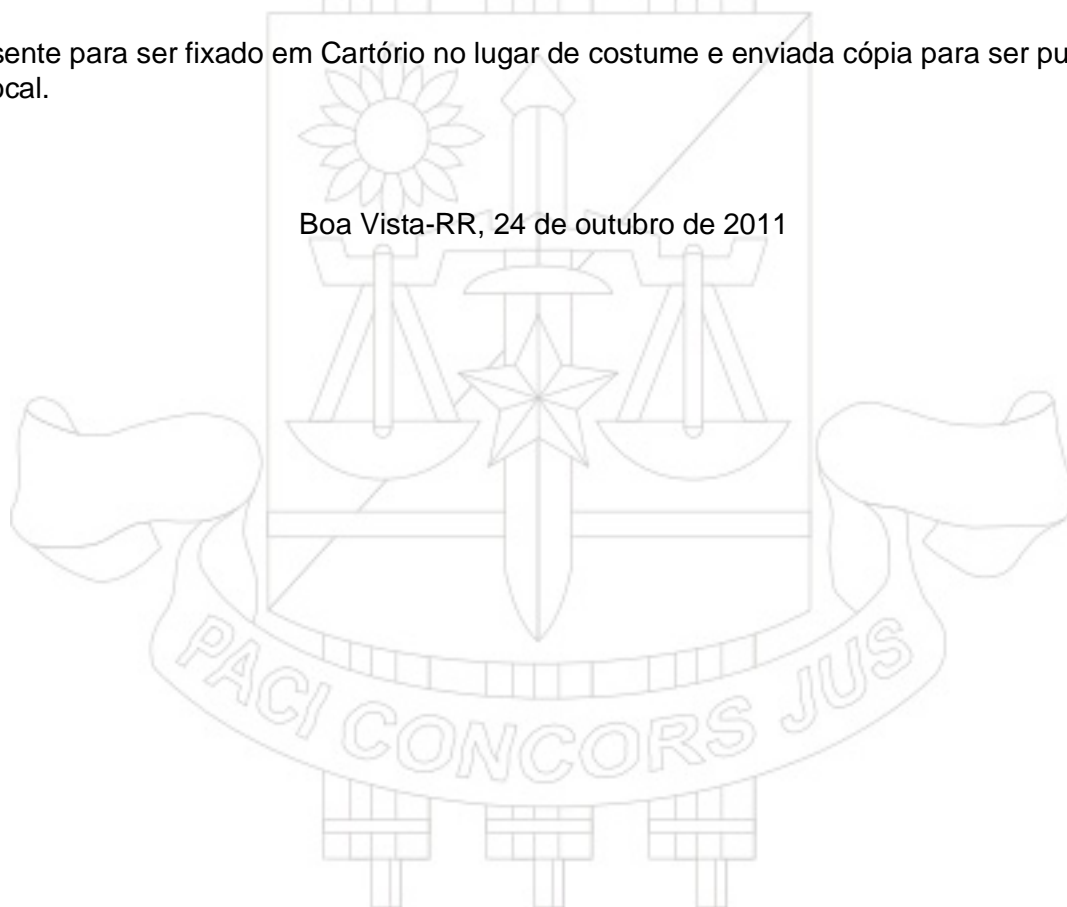 sente para ser fixado em Cartório no lugar de costume e enviada cópia para ser pu
ocal.
Boa Vista-RR, 24 de outubro de 2011
PACI CONCORS JUS